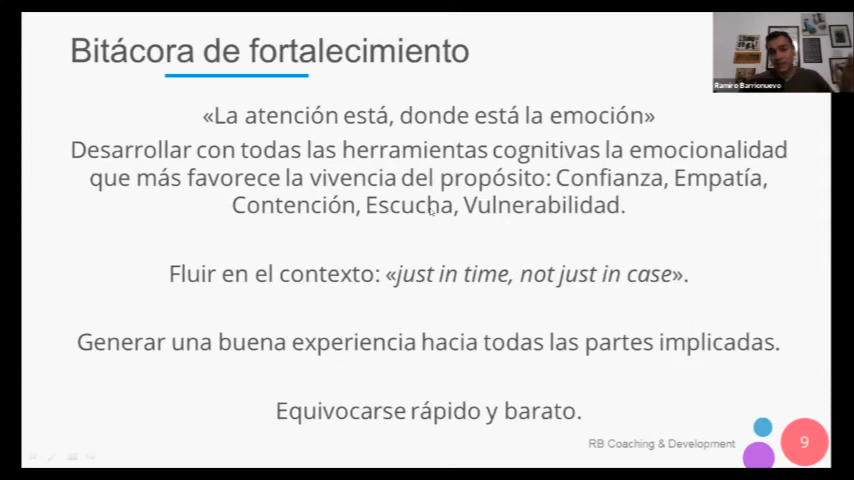 Bitácora de fortalecimiento
Ramiro Barrionuevo
«La atención está, donde está la emoción»
Desarrollar con todas las herramientas cognitivas la emocionalidad
que más favorece la vivencia del propósito: Confianza, Empatía,
Contención, Escucha, Vulnerabilidad.
Fluir en el contexto: «just in time, not just in case».
Generar una buena experiencia hacia todas las partes implicadas.
Equivocarse rápido y barato.
RB Coaching & Development
9